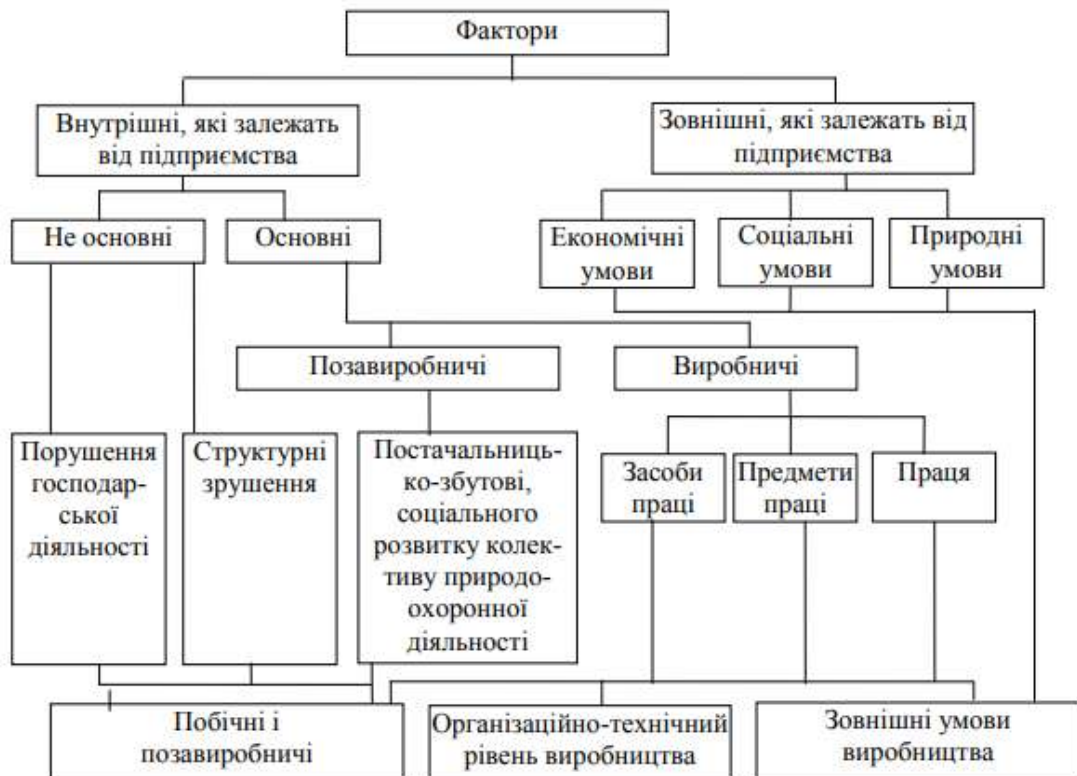 Фактори
Внутрішні, які залежать
від підприємства
Зовнішні, які залежать від
підприємства
Не основні
Основні
Економічні
умови
Соціальні
умови
Природні
умови
Позавиробничі
Виробничі
Порушення
господар-
ської
діяльності
Структурні
зрушення
Постачальниць-
ко-збутові,
соціального
розвитку колек-
тиву природо-
охоронної
діяльності
Засоби
праці
Предмети
праці
Праця
Побічні і
позавиробничі
Організаційно-технічний
рівень виробництва
Зовнішні умови
виробництва